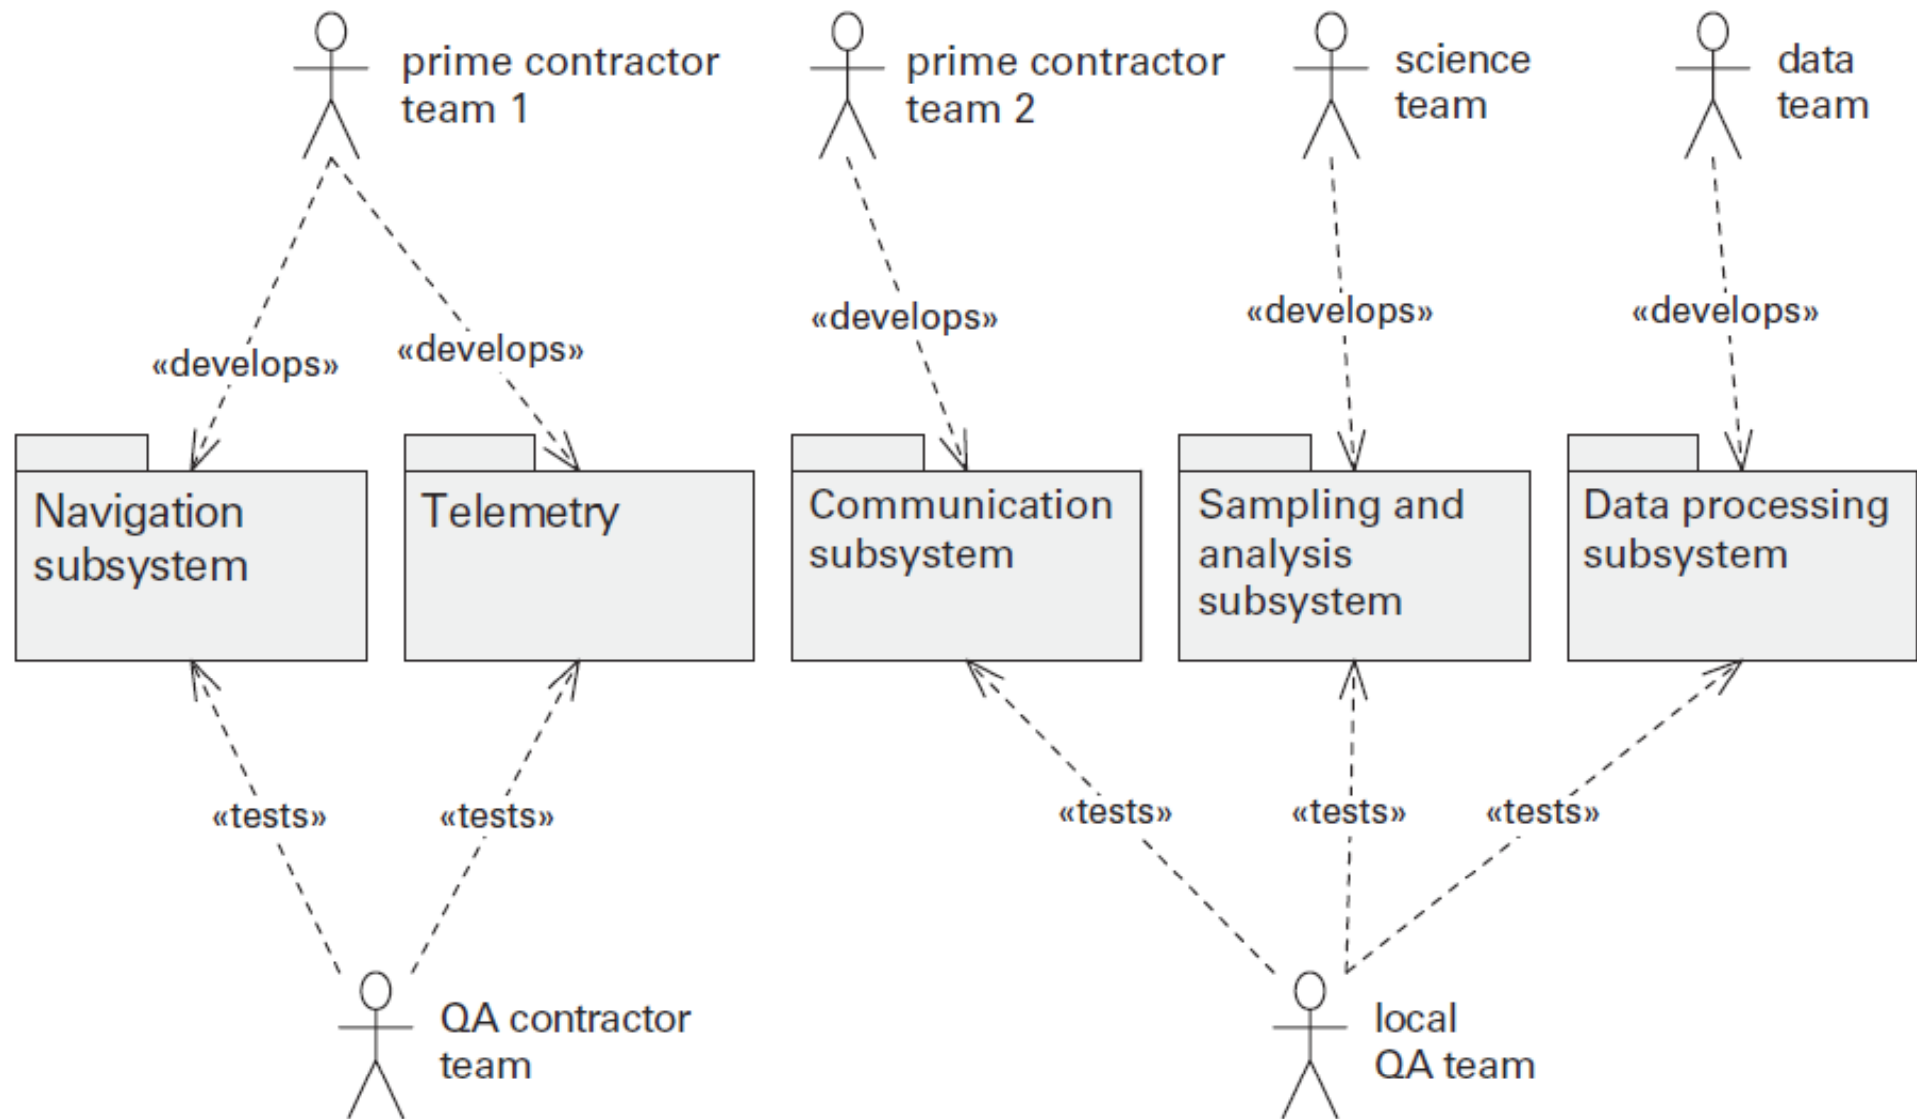 prime contractor
team 1
prime contractor
team 2
science
team
data
team
«develops»
«develops»
«develops»
«develops»
«develops»
Navigation
subsystem
Telemetry
Communication
subsystem
Sampling and
analysis
subsystem
Data processing
subsystem
«tests»
«tests»
«tests»
«tests»
«tests»
QA contractor
team
local
QA team